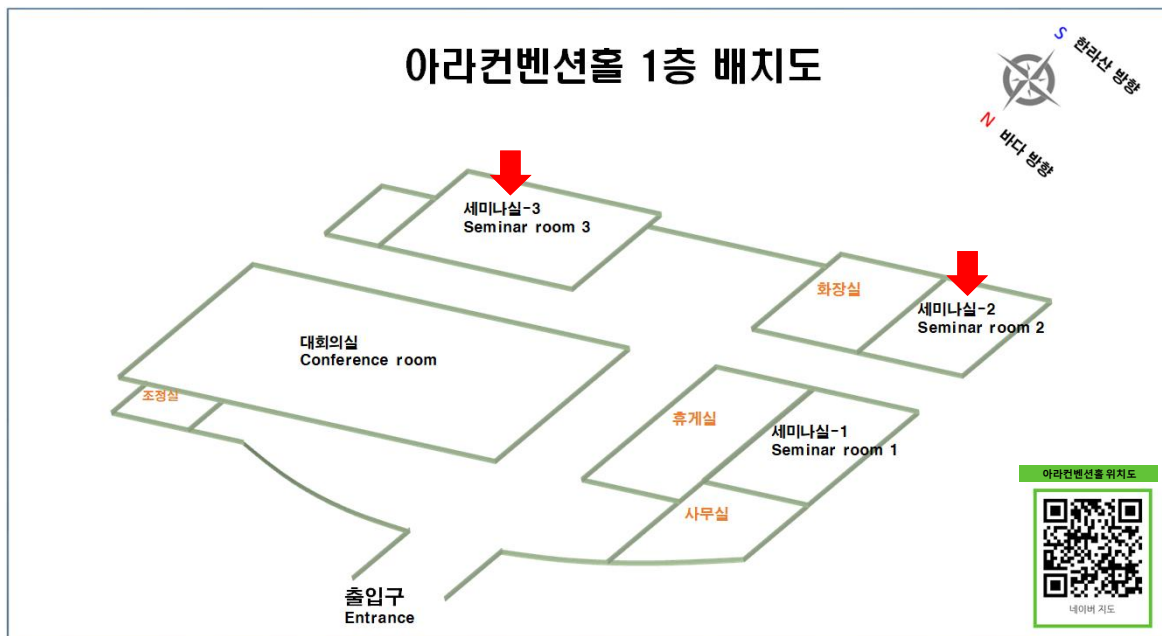 아라컨벤션홀 1층 배치도
S 한라산 방향
N 바다 방향
세미나실-3
Seminar room 3
화장실
세미나실-2
Seminar room 2
대회의실
Conference room
조정실
휴게실
세미나실-1
Seminar room 1
사무실
출입구
Entrance
아라컨벤션홀 위치도
네이버 지도